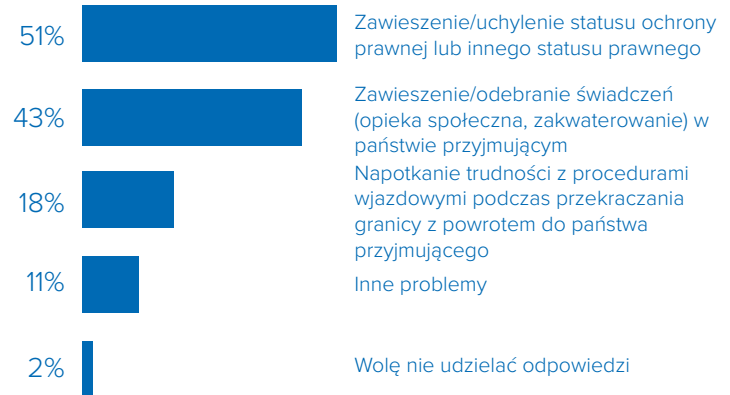 51%
Zawieszenie/uchylenie statusu ochrony
prawnej lub innego statusu prawnego
43%
Zawieszenie/odebranie świadczeń
(opieka społeczna, zakwaterowanie) w
państwie przyjmującym
18%
Napotkanie trudności z procedurami
wjazdowymi podczas przekraczania
granicy z powrotem do państwa
przyjmującego
11%
Inne problemy
2%
Wolę nie udzielać odpowiedzi